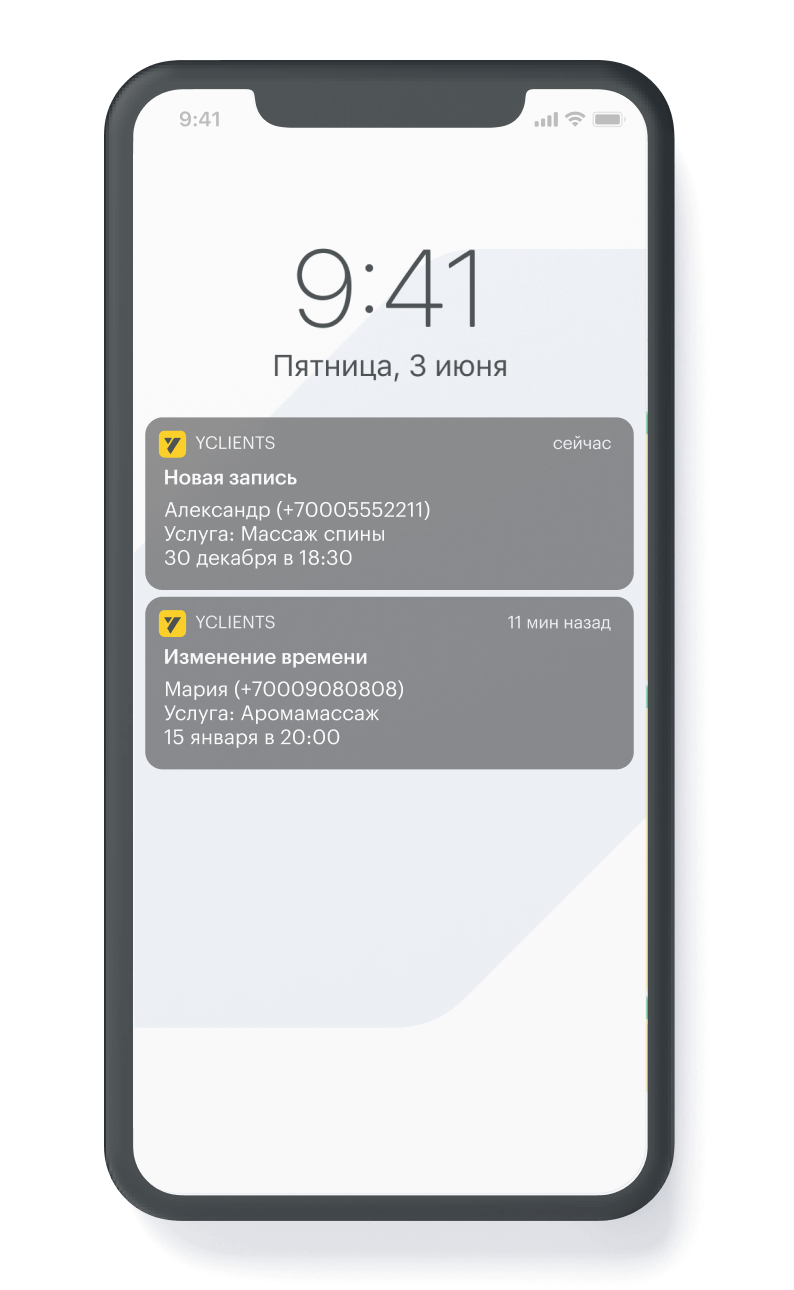 9:41
9:41
Пятница, 3 июня
YCLIENTS сейчас
Новая запись
Александр (+70005552211)
Услуга: Массаж спины
30 декабря в 18:30
YCLIENTS 11 мин назад
Изменение времени
Мария (+70009080808)
Услуга: Аромамассаж
15 января в 20:00